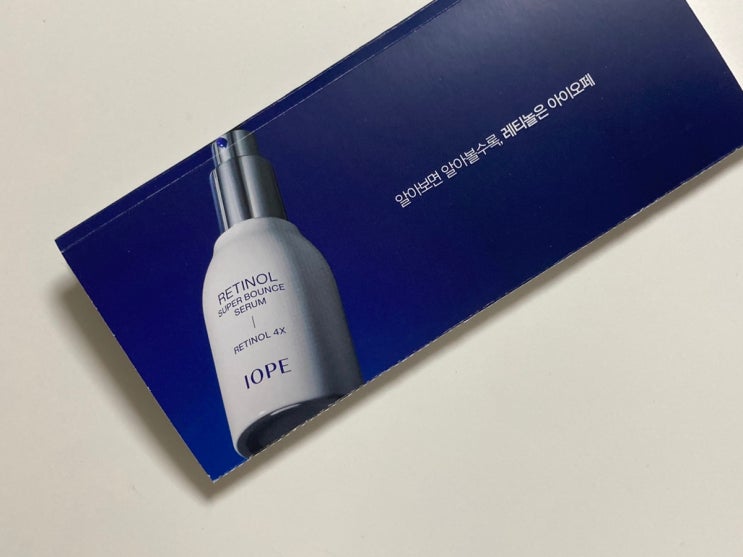 알아보면 알아볼수록, 레티놀은 아이오페
RETINOL
SUPER BOUNCE
SERUM
RETINOL 4X
IOPE